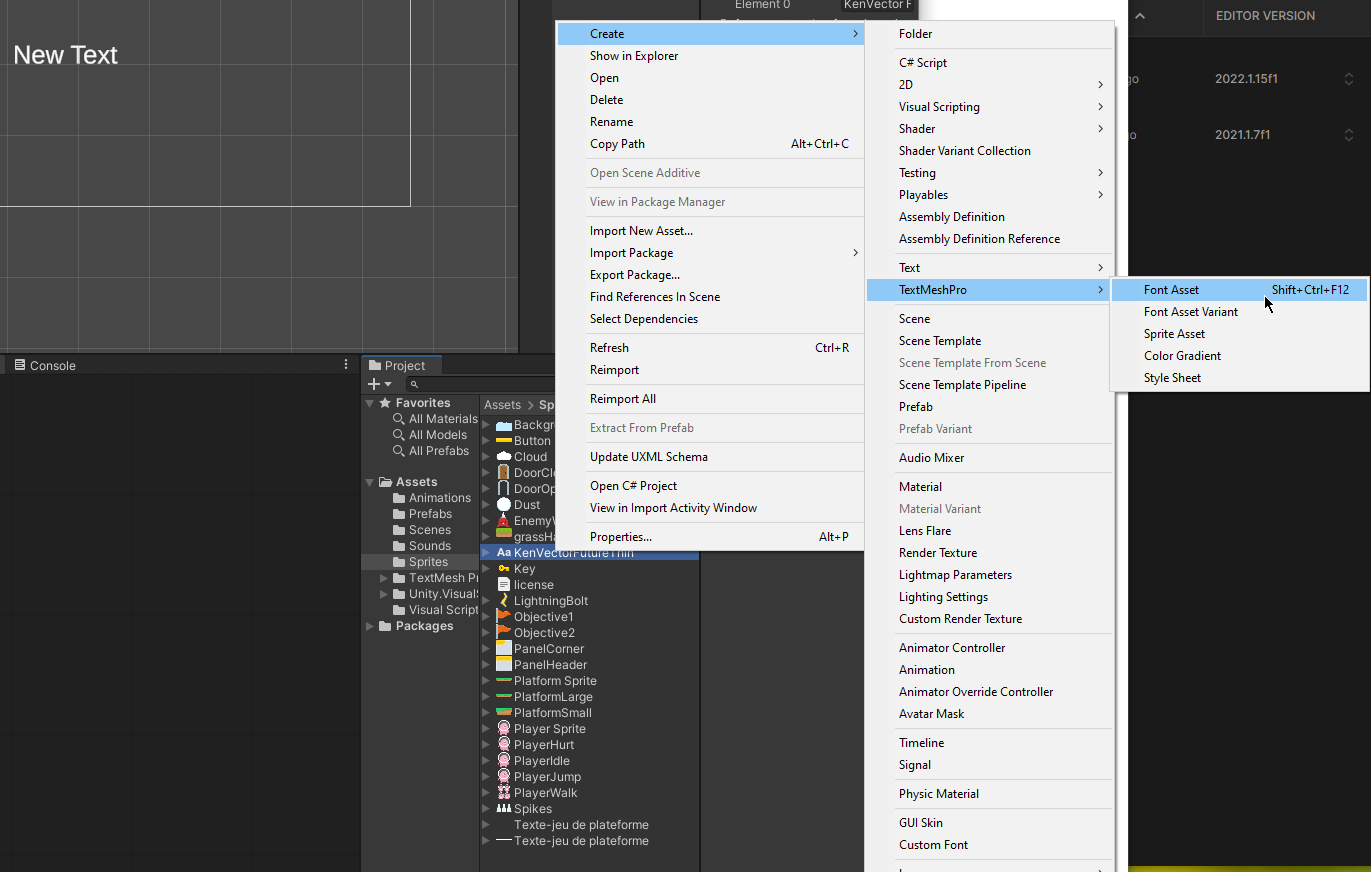 Element 0
KenVector F
EDITOR VERSION
New Text
2022.1.15f1
2021.1.7f1
Create
Show in Explorer
Open
Delete
Rename
Copy Path Alt+Ctrl+C
Open Scene Additive
View in Package Manager
Import New Asset...
Import Package
Export Package...
Find References In Scene
Select Dependencies
Refresh Ctrl+R
Reimport
Reimport All
Extract From Prefab
Update UXML Schema
Open C# Project
View in Import Activity Window
Properties... Alt+P
Folder
C# Script
2D
Visual Scripting
Shader
Shader Variant Collection
Testing
Playables
Assembly Definition
Assembly Definition Reference
Text
TextMeshPro
Scene
Scene Template
Scene Template From Scene
Scene Template Pipeline
Prefab
Prefab Variant
Audio Mixer
Material
Material Variant
Lens Flare
Render Texture
Lightmap Parameters
Lighting Settings
Custom Render Texture
Animator Controller
Animation
Animator Override Controller
Avatar Mask
Timeline
Signal
Physic Material
GUI Skin
Custom Font
Font Asset Shift+Ctrl+F12
Font Asset Variant
Sprite Asset
Color Gradient
Style Sheet
Console
Project
Favorites
All Materials
All Models
All Prefabs
Assets
Animations
Prefabs
Scenes
Sounds
Sprites
TextMesh Pr
Unity.Visual
Visual Script
Packages
Assets > Sp
Backgr
Button
Cloud
DoorClo
DoorOp
Dust
EnemyW
grassHa
Aa KenVectorFutureThin
Key
license
LightningBolt
Objective1
Objective2
PanelCorner
PanelHeader
Platform Sprite
PlatformLarge
PlatformSmall
Player Sprite
PlayerHurt
PlayerIdle
PlayerJump
PlayerWalk
Spikes
Texte-jeu de plateforme
Texte-jeu de plateforme